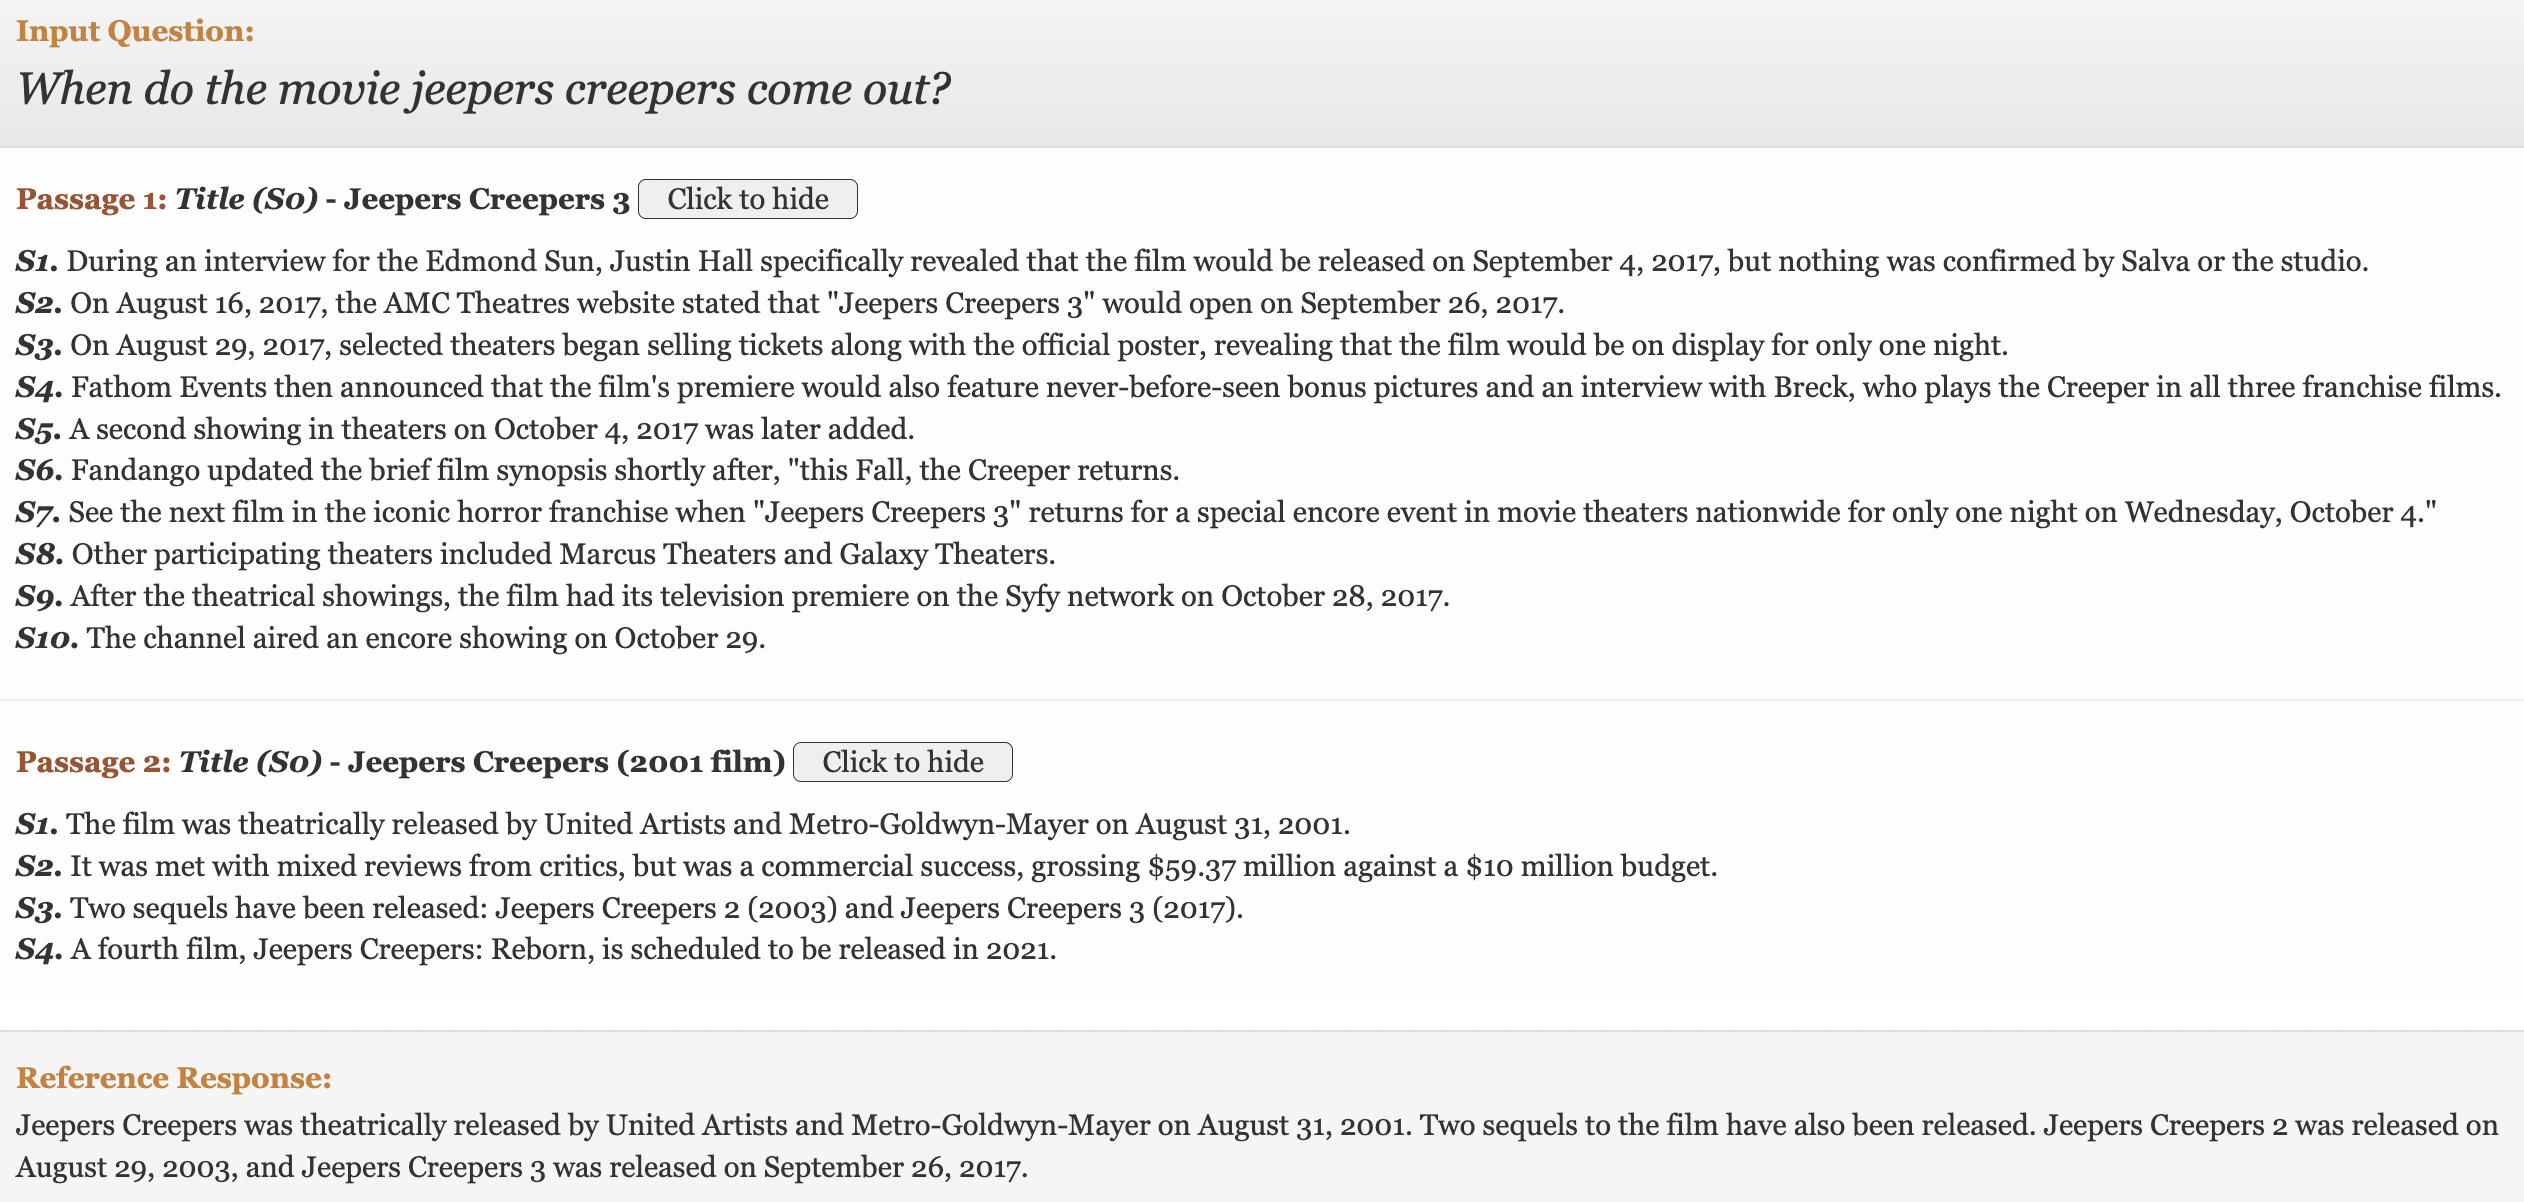 Input Question:
When do the movie jeepers creepers come out?
Passage 1: Title (S0) - Jeepers Creepers 3 Click to hide
S1. During an interview for the Edmond Sun, Justin Hall specifically revealed that the film would be released on September 4, 2017, but nothing was confirmed by Salva or the studio.
S2. On August 16, 2017, the AMC Theatres website stated that "Jeepers Creepers 3" would open on September 26, 2017.
S3. On August 29, 2017, selected theaters began selling tickets along with the official poster, revealing that the film would be on display for only one night.
S4. Fathom Events then announced that the film's premiere would also feature never-before-seen bonus pictures and an interview with Breck, who plays the Creeper in all three franchise films.
S5. A second showing in theaters on October 4, 2017 was later added.
S6. Fandango updated the brief film synopsis shortly after, "this Fall, the Creeper returns.
S7. See the next film in the iconic horror franchise when "Jeepers Creepers 3" returns for a special encore event in movie theaters nationwide for only one night on Wednesday, October 4."
S8. Other participating theaters included Marcus Theaters and Galaxy Theaters.
S9. After the theatrical showings, the film had its television premiere on the Syfy network on October 28, 2017.
S10. The channel aired an encore showing on October 29.
Passage 2: Title (S0) - Jeepers Creepers (2001 film) Click to hide
S1. The film was theatrically released by United Artists and Metro-Goldwyn-Mayer on August 31, 2001.
S2. It was met with mixed reviews from critics, but was a commercial success, grossing $59.37 million against a $10 million budget.
S3. Two sequels have been released: Jeepers Creepers 2 (2003) and Jeepers Creepers 3 (2017).
S4. A fourth film, Jeepers Creepers: Reborn, is scheduled to be released in 2021.
Reference Response:
Jeepers Creepers was theatrically released by United Artists and Metro-Goldwyn-Mayer on August 31, 2001. Two sequels to the film have also been released. Jeepers Creepers 2 was released on
August 29, 2003, and Jeepers Creepers 3 was released on September 26, 2017.